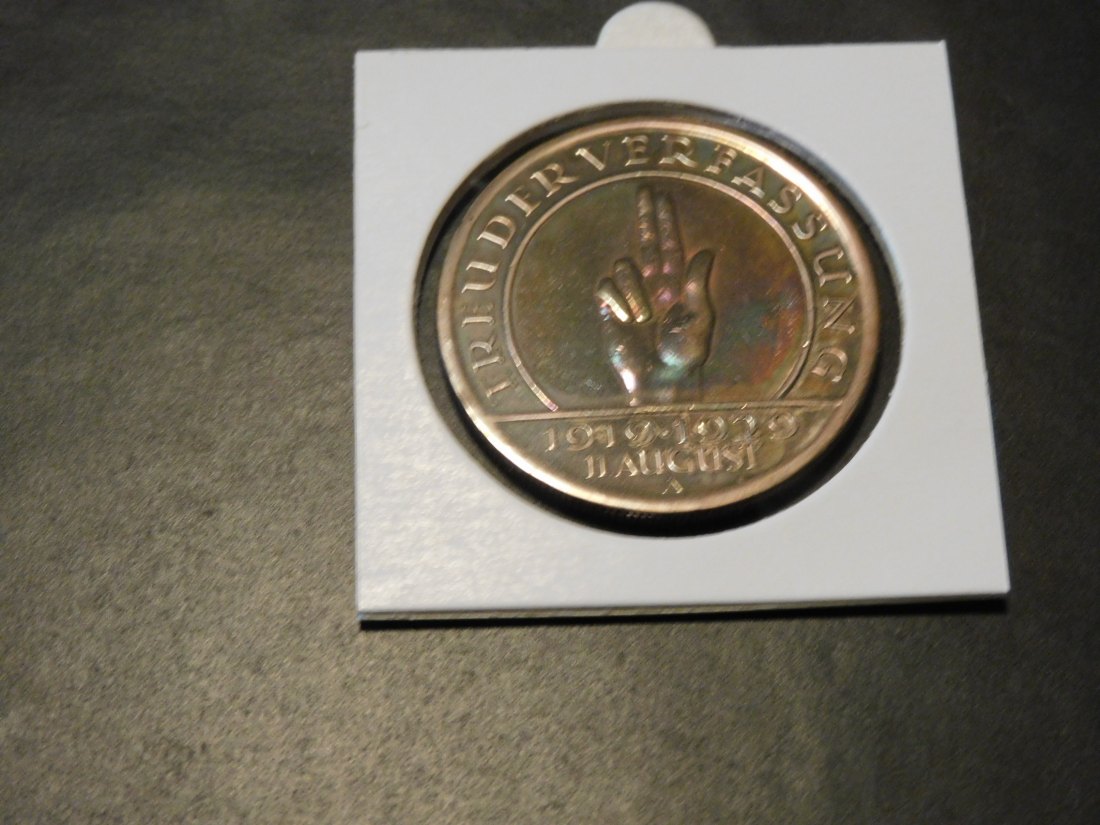 TREU DER VERFASSUNG
1919-1929
11 AUGUST
A